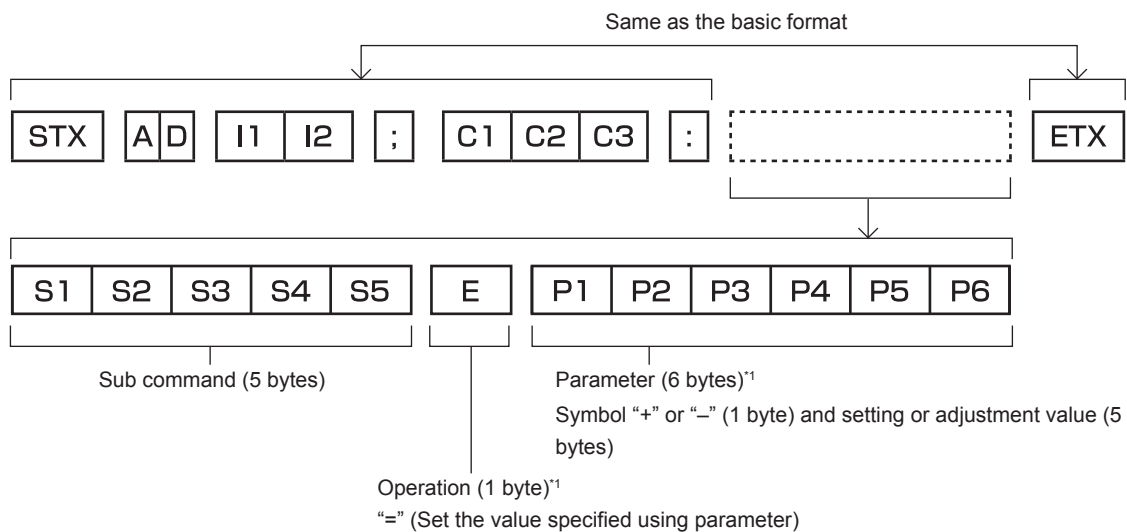 Same as the basic format
STX A D I1 I2 ; C1 C2 C3 : ETX
S1 S2 S3 S4 S5 E P1 P2 P3 P4 P5 P6
Sub command (5 bytes)
Parameter (6 bytes)*1
Symbol “+” or “–” (1 byte) and setting or adjustment value (5
bytes)
Operation (1 byte)*1
“=” (Set the value specified using parameter)